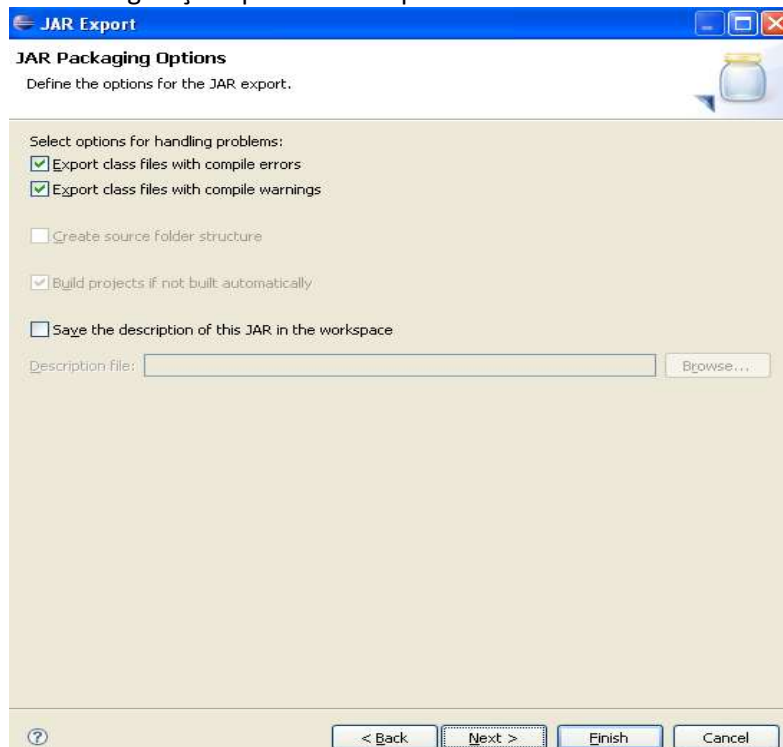 JAR Export
JAR Packaging Options
Define the options for the JAR export.
Select options for handling problems:
Export class files with compile errors
Export class files with compile warnings
Create source folder structure
Build projects if not built automatically
Save the description of this JAR in the workspace
Description file: Browse...
< Back Next > Finish Cancel